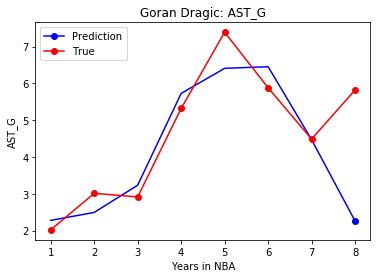 Goran Dragic: AST_G
Prediction
True
AST_G
7
6
5
4
3
2
1 2 3 4 5 6 7 8
Years in NBA